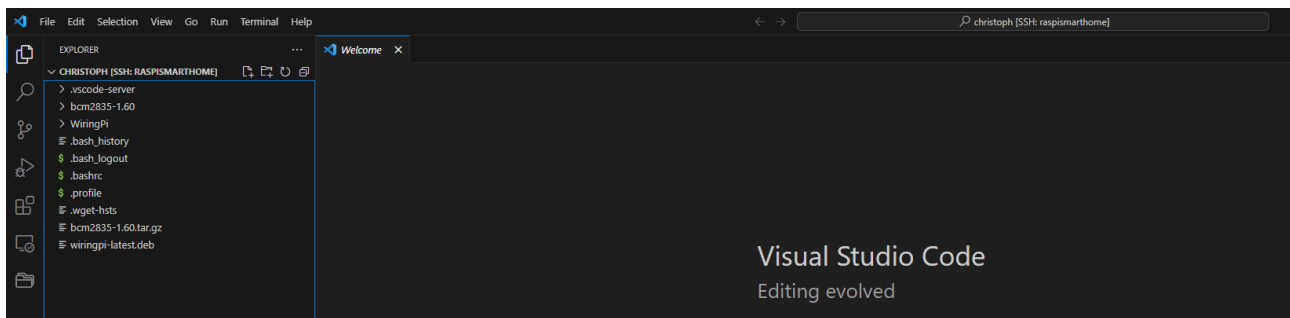 File Edit Selection View Go Run Terminal Help
christoph [SSH: raspismarthome]
EXPLORER
Welcome
CHRISTOPH [SSH: RASPISMARTHOME]
.vscode-server
bcm2835-1.60
WiringPi
.bash_history
.bash_logout
.bashrc
.profile
.wget-hsts
bcm2835-1.60.tar.gz
wiringpi-latest.deb
Visual Studio Code
Editing evolved